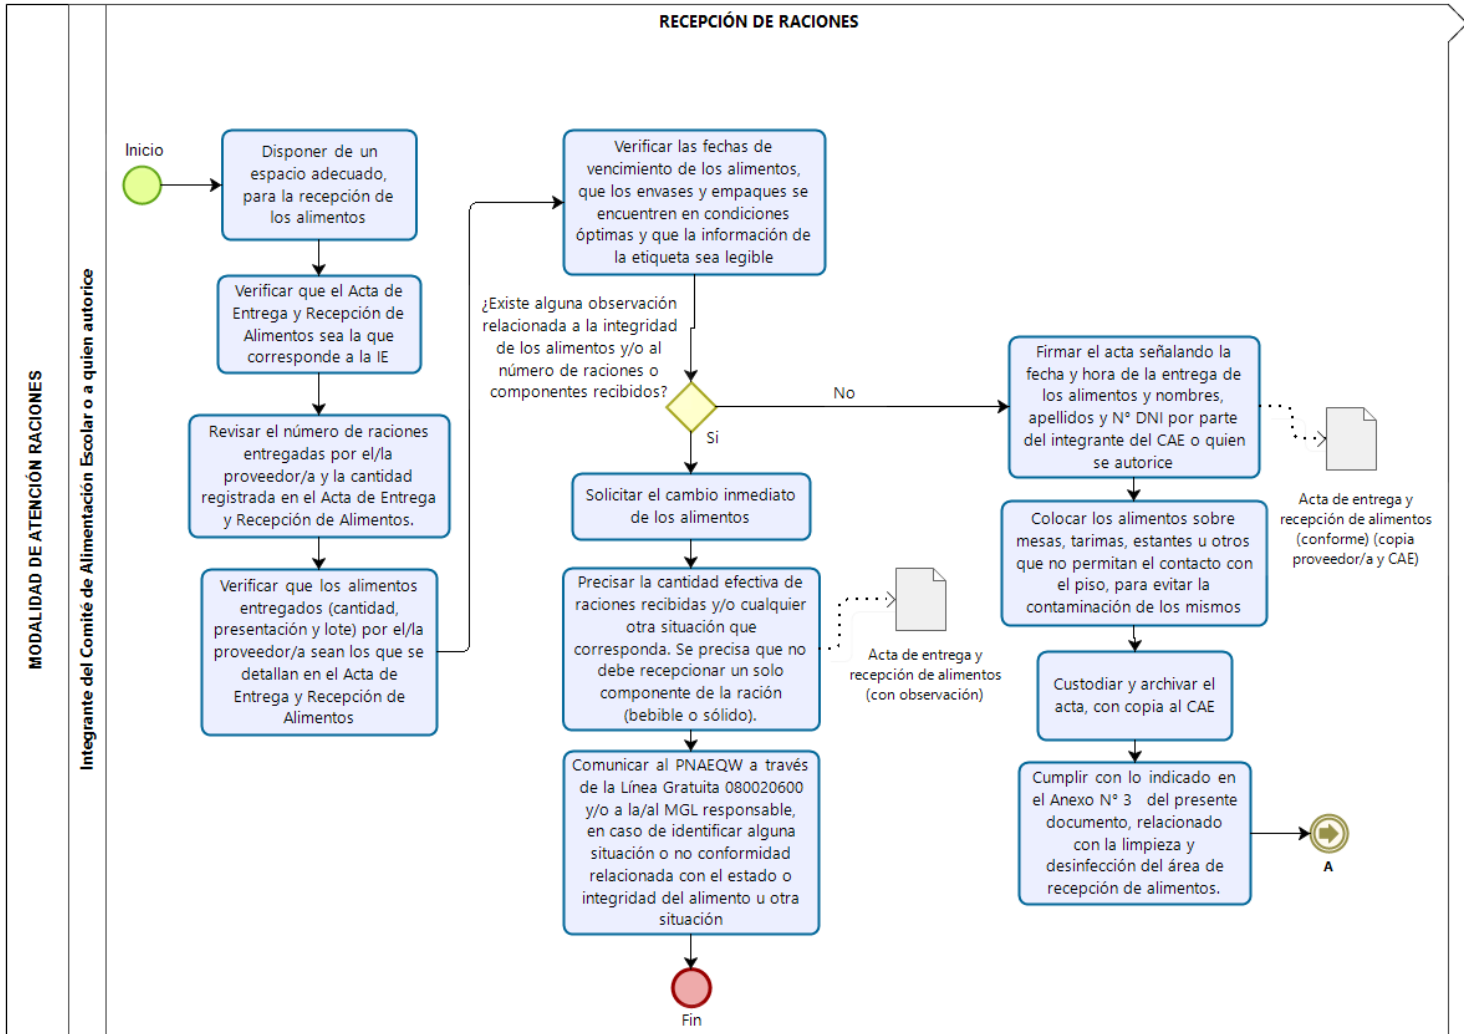 RECEPCIÓN DE RACIONES
MODALIDAD DE ATENCIÓN RACIONES
Integrante del Comité de Alimentación Escolar o a quien autorice
Inicio
Disponer de un
espacio adecuado,
para la recepción de
los alimentos
Verificar que el Acta de
Entrega y Recepción de
Alimentos sea la que
corresponde a la IE
Revisar el número de raciones
entregadas por el/la
proveedor/a y la cantidad
registrada en el Acta de Entrega
y Recepción de Alimentos.
Verificar que los alimentos
entregados (cantidad,
presentación y lote) por el/la
proveedor/a sean los que se
detallan en el Acta de
Entrega y Recepción de
Alimentos
Verificar las fechas de
vencimiento de los alimentos,
que los envases y empaques se
encuentren en condiciones
óptimas y que la información de
la etiqueta sea legible
¿Existe alguna observación
relacionada a la integridad
de los alimentos y/o al
número de raciones o
componentes recibidos?
No
Si
Solicitar el cambio inmediato
de los alimentos
Precisar la cantidad efectiva de
raciones recibidas y/o cualquier
otra situación que
corresponda. Se precisa que no
debe recepcionar un solo
componente de la ración
(bebible o sólido).
Acta de entrega y
recepción de alimentos
(con observación)
Comunicar al PNAEQW a través
de la Línea Gratuita 080020600
y/o a la/al MGL responsable,
en caso de identificar alguna
situación o no conformidad
relacionada con el estado o
integridad del alimento u otra
situación
Fin
Firmar el acta señalando la
fecha y hora de la entrega de
los alimentos y nombres,
apellidos y N° DNI por parte
del integrante del CAE o quien
se autorice
Acta de entrega y
recepción de alimentos
(conforme) (copia
proveedor/a y CAE)
Colocar los alimentos sobre
mesas, tarimas, estantes u otros
que no permitan el contacto con
el piso, para evitar la
contaminación de los mismos
Custodiar y archivar el
acta, con copia al CAE
Cumplir con lo indicado en
el Anexo N° 3 del presente
documento, relacionado
con la limpieza y
desinfección del área de
recepción de alimentos.
A